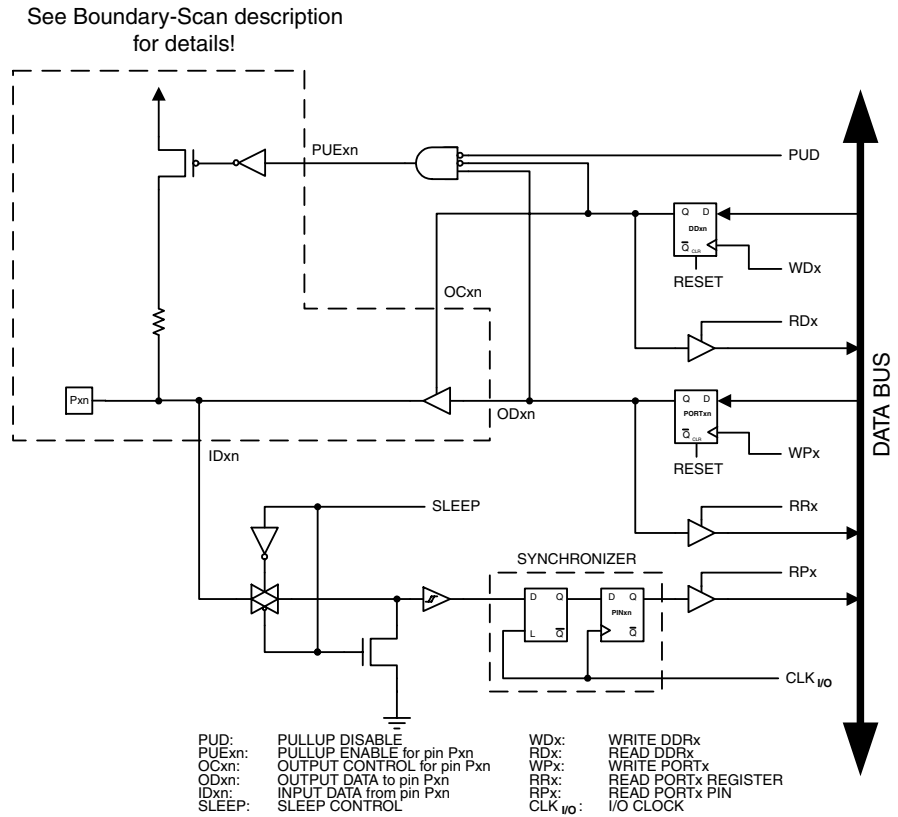 See Boundary-Scan description
for details!
PUExn
PUD
Q D
DDxn
Q CLR
RESET
WDx
OCxn
RDx
Pxn
ODxn
Q D
PORTxn
Q CLR
RESET
WPx
IDxn
DATA BUS
SLEEP
RRx
SYNCHRONIZER
RPx
D Q
L Q
D Q
PINxn
Q
CLK I/O
PUD: PULLUP DISABLE
PUExn: PULLUP ENABLE for pin Pxn
OCxn: OUTPUT CONTROL for pin Pxn
ODxn: OUTPUT DATA to pin Pxn
IDxn: INPUT DATA from pin Pxn
SLEEP: SLEEP CONTROL
WDx: WRITE DDRx
RDx: READ DDRx
WPx: WRITE PORTx
RRx: READ PORTx REGISTER
RPx: READ PORTx PIN
CLK I/O: I/O CLOCK